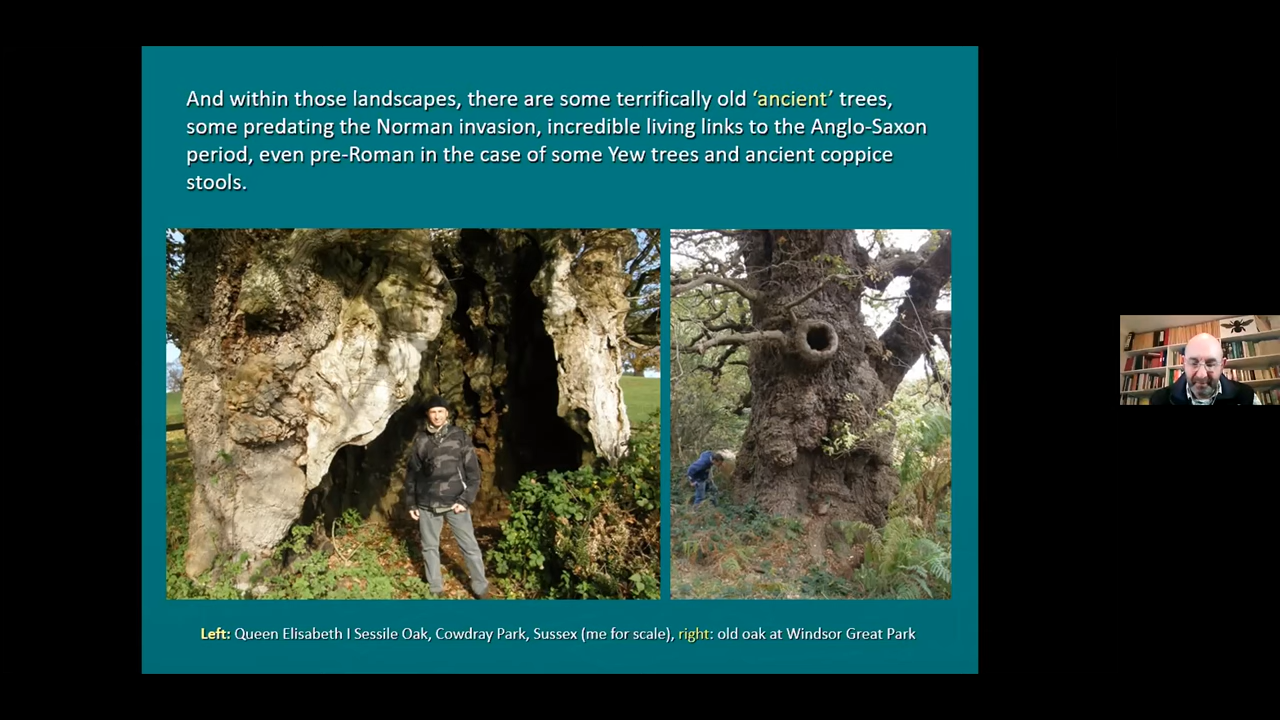 And within those landscapes, there are some terrifically old ‘ancient’ trees,
some predating the Norman invasion, incredible living links to the Anglo-Saxon
period, even pre-Roman in the case of some Yew trees and ancient coppice
stools.
Left: Queen Elisabeth I Sessile Oak, Cowdray Park, Sussex (me for scale), right: old oak at Windsor Great Park